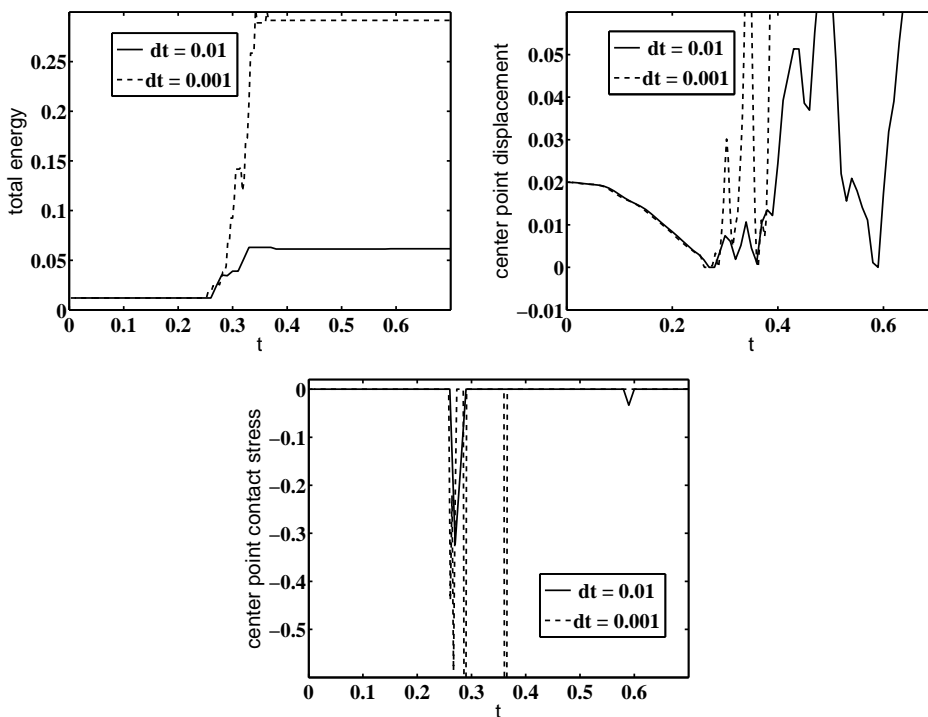 total energy
0.25
0.2
0.15
0.1
0.05
0
dt = 0.01
dt = 0.001
0 0.1 0.2 0.3 0.4 0.5 0.6
t
center point displacement
0.05
0.04
0.03
0.02
0.01
0
−0.01
dt = 0.01
dt = 0.001
0 0.2 0.4 0.6
t
center point contact stress
0
−0.1
−0.2
−0.3
−0.4
−0.5
dt = 0.01
dt = 0.001
0 0.1 0.2 0.3 0.4 0.5 0.6
t